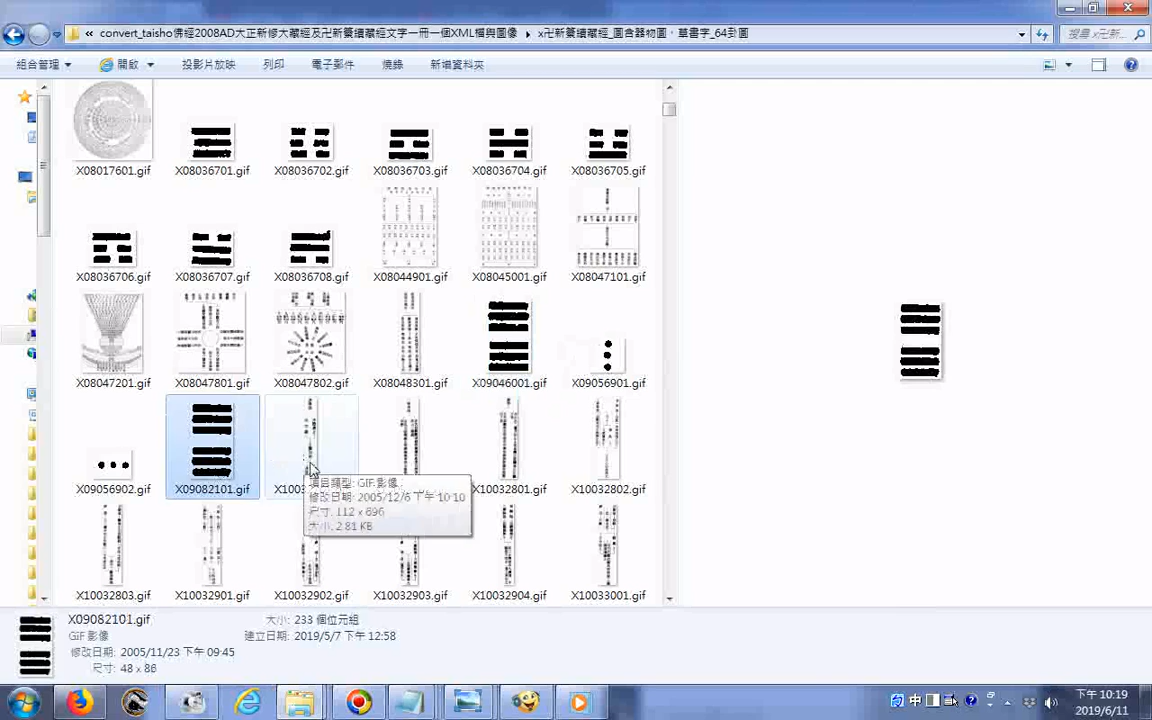 « convert_taisho佛經2008AD大正新修大藏經及卍新纂續藏經文字一冊一個XML檔與圖像 ▸ x卍新纂續藏經_圖含器物圖，草書字_64卦圖
搜尋 x卍新...
組合管理 開啟 投影片放映 列印 電子郵件 燒錄 新增資料夾
X08017601.gif X08036701.gif X08036702.gif X08036703.gif X08036704.gif X08036705.gif
X08036706.gif X08036707.gif X08036708.gif X08044901.gif X08045001.gif X08047101.gif
X08047201.gif X08047801.gif X08047802.gif X08048301.gif X09046001.gif X09056901.gif
X09056902.gif X09082101.gif X1003 X10032801.gif X10032802.gif
項目類型: GIF 影像
修改日期: 2005/12/6 下午 10:10
尺寸: 112 x 696
大小: 2.81 KB
X10032803.gif X10032901.gif X10032902.gif X10032903.gif X10032904.gif X10033001.gif
X09082101.gif 大小: 233 個位元組
GIF 影像 建立日期: 2019/5/7 下午 12:58
修改日期: 2005/11/23 下午 09:45
尺寸: 48 x 86
中
下午 10:19
2019/6/11